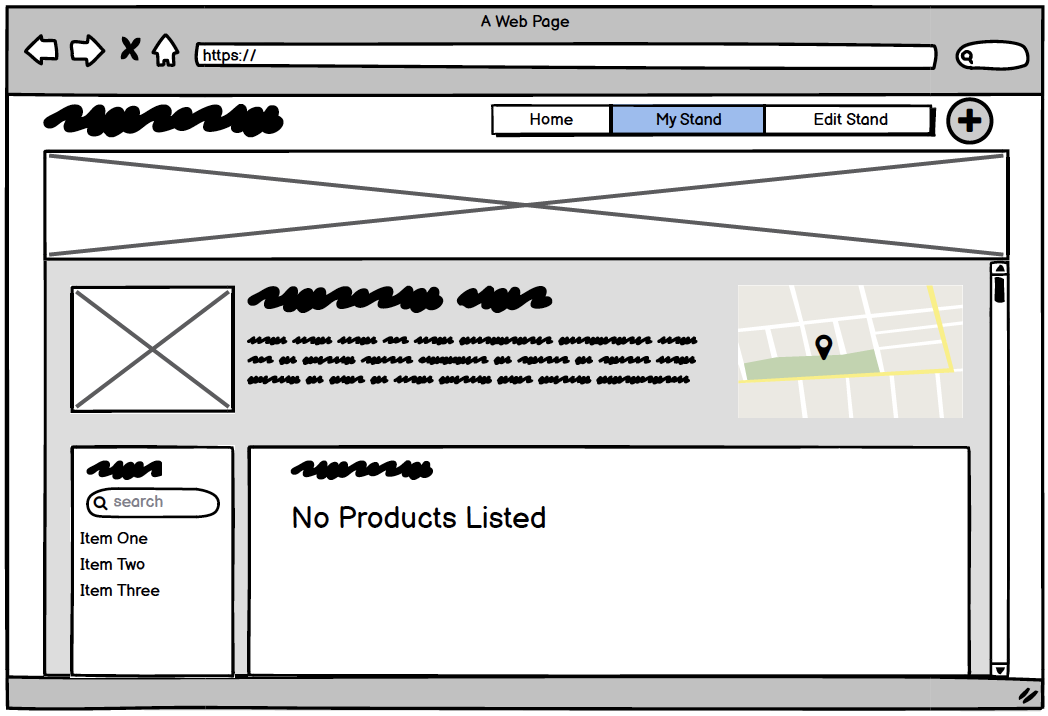 A Web Page
https://
Home My Stand Edit Stand
search
No Products Listed
Item One
Item Two
Item Three